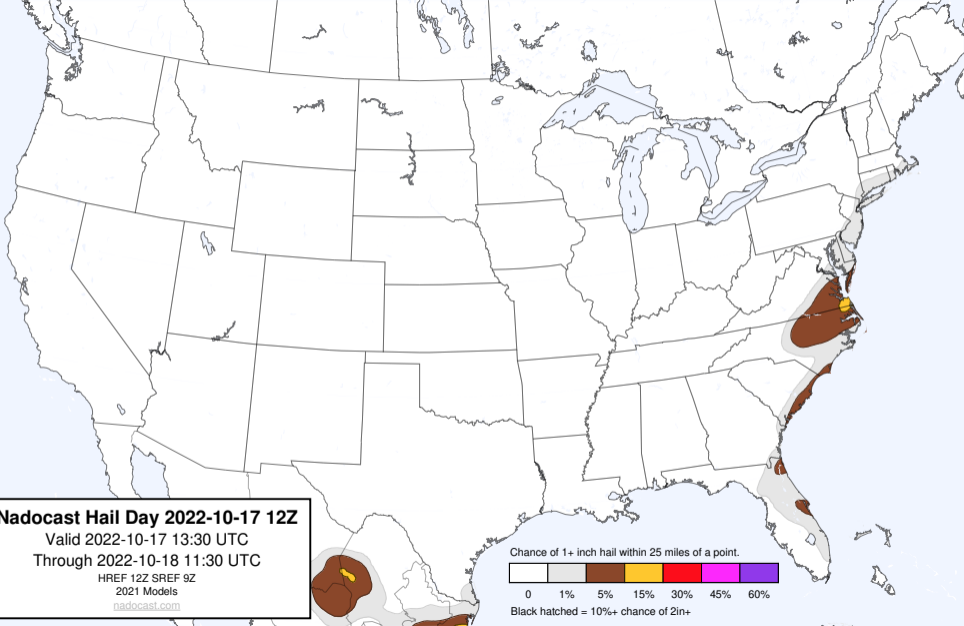 Nadocast Hail Day 2022-10-17 12Z
Valid 2022-10-17 13:30 UTC
Through 2022-10-18 11:30 UTC
HREF 12Z SREF 9Z
2021 Models
nadocast.com
Chance of 1+ inch hail within 25 miles of a point.
0 1% 5% 15% 30% 45% 60%
Black hatched = 10%+ chance of 2in+